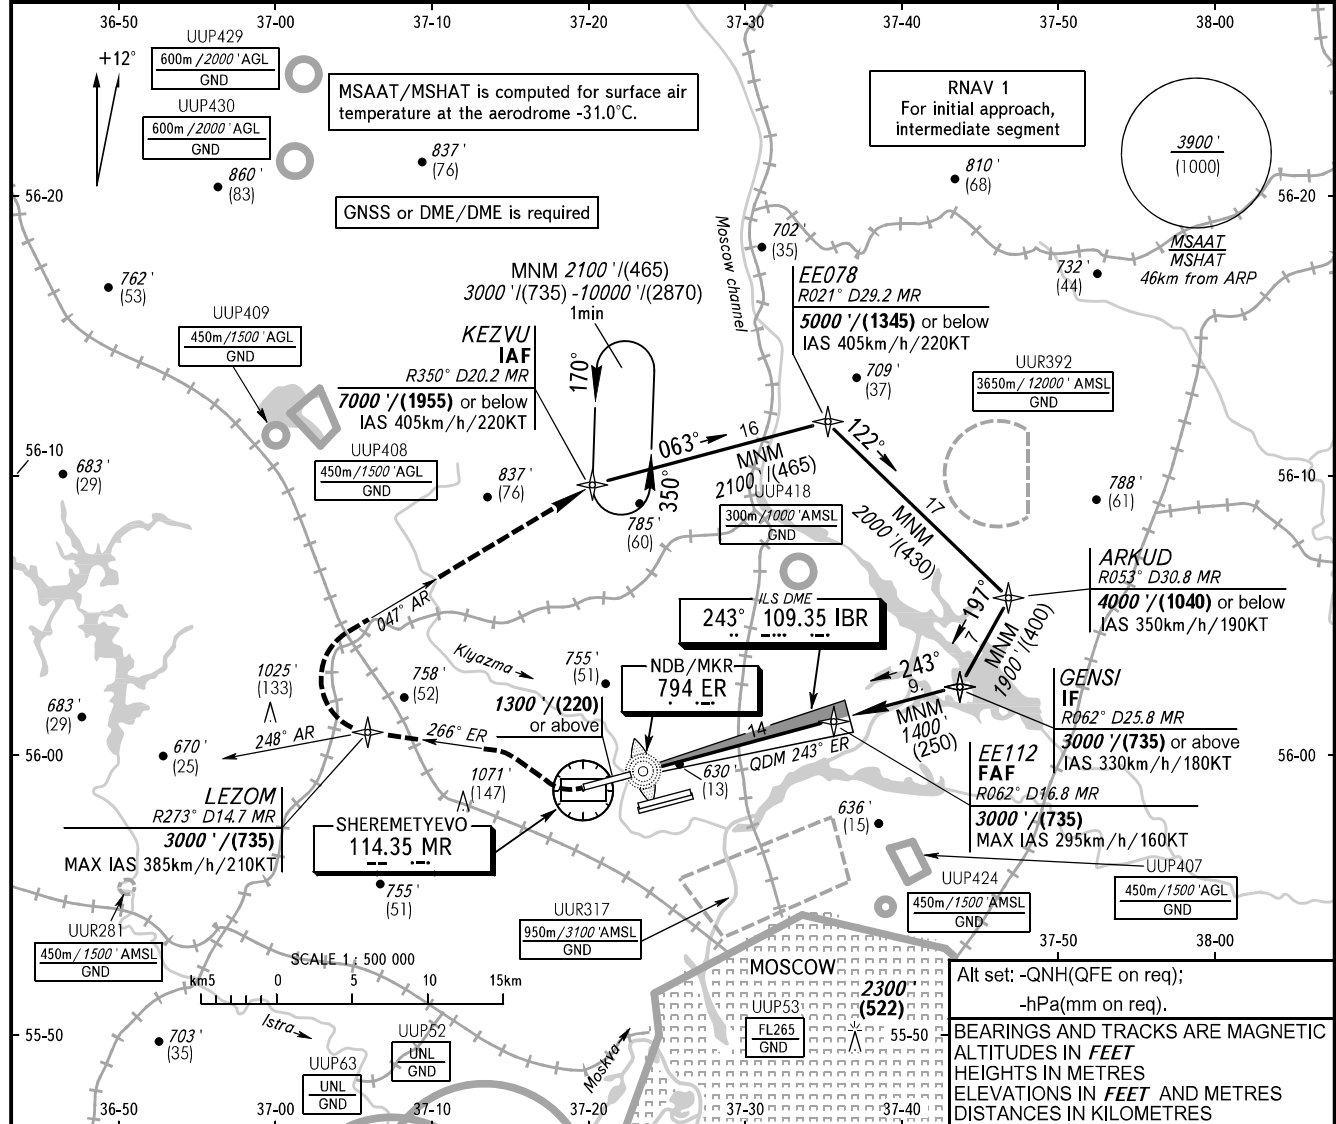 36-50 37-00 37-10 37-20 37-30 37-40 37-50 38-00
+12°
UUP429
600m/2000'AGL
GND
UUP430
600m/2000'AGL
GND
860'
(83)
MSAAT/MSHAT is computed for surface air
temperature at the aerodrome -31.0°C.
837'
(76)
GNSS or DME/DME is required
RNAV 1
For initial approach,
intermediate segment
3900'
(1000)
MSAAT
MSHAT
46km from ARP
810'
(68)
56-20
56-20
702'
(35)
732'
(44)
762'
(53)
Moscow channel
MNM 2100'/(465)
3000'/(735)-10000'/(2870)
1min
170°
350°
EE078
R021° D29.2 MR
5000'/(1345) or below
IAS 405km/h/220KT
UUP409
450m/1500'AGL
GND
KEZVU
IAF
R350° D20.2 MR
7000'/(1955) or below
IAS 405km/h/220KT
709'
(37)
UUR392
3650m/12000'AMSL
GND
UUP408
450m/1500'AGL
GND
56-10
56-10
683'
(29)
837'
(76)
063°
16
MNM
2100'/(465)
122°
17
MNM
2000'/(430)
785'
(60)
UUP418
300m/1000'AMSL
GND
788'
(61)
ARKUD
R053° D30.8 MR
4000'/(1040) or below
IAS 350km/h/190KT
197°
7
MNM
1900'/(400)
047° AR
ILS DME
243° 109.35 IBR
Klyazma
755'
(51)
NDB/MKR
794 ER
243°
9.
MNM
1400'
(250)
GENSI
IF
R062° D25.8 MR
3000'/(735) or above
IAS 330km/h/180KT
1025'
(133)
758'
(52)
1300'/(220)
or above
683'
(29)
670'
(25)
248° AR
266° ER
14
QDM 243° ER
56-00
56-00
630'
(13)
EE112
FAF
R062° D16.8 MR
3000'/(735)
MAX IAS 295km/h/160KT
1071'
(147)
LEZOM
R273° D14.7 MR
3000'/(735)
MAX IAS 385km/h/210KT
SHEREMETYEVO
114.35 MR
636'
(15)
755'
(51)
UUP407
450m/1500'AGL
GND
UUP424
450m/1500'AMSL
GND
UUR317
950m/3100'AMSL
GND
UUR281
450m/1500'AMSL
GND
SCALE 1 : 500 000
km5 0 5 10 15km
37-50 38-00
MOSCOW
2300'
(522)
UUP53
FL265
GND
55-50
55-50
703'
(35)
Istra
Moskva
UUP52
UNL
GND
UUP63
UNL
GND
Alt set: -QNH(QFE on req);
-hPa(mm on req).
BEARINGS AND TRACKS ARE MAGNETIC
ALTITUDES IN FEET
HEIGHTS IN METRES
ELEVATIONS IN FEET AND METRES
DISTANCES IN KILOMETRES
36-50 37-00 37-10 37-20 37-30 37-40